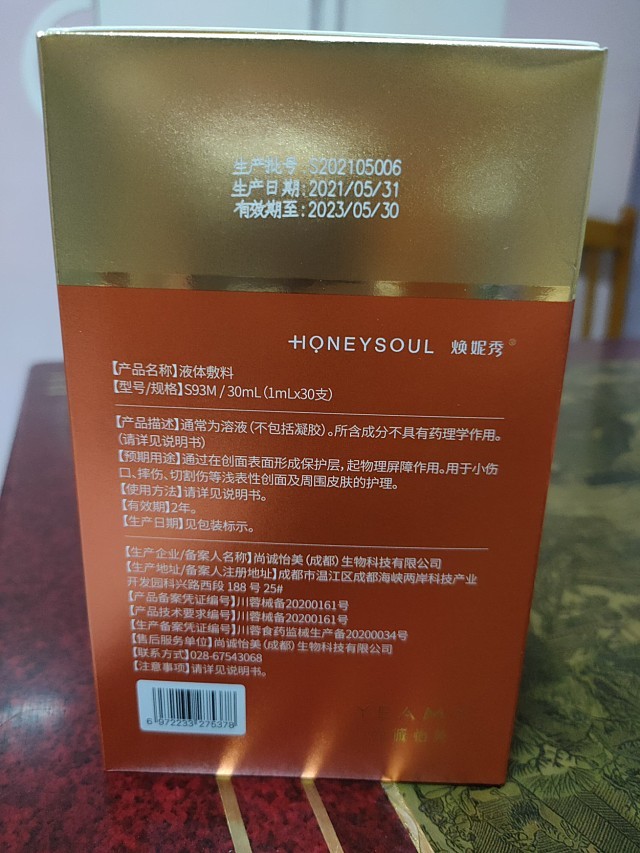 生产批号 S202105006
生产日期:2021/05/31
有效期至:2023/05/30
HONEYSOUL 焕妮秀
【产品名称】液体敷料
【型号/规格】S93M / 30mL（1mLx30支）
【产品描述】通常为溶液（不包括凝胶）。所含成分不具有药理学作用。
（请详见说明书）
【预期用途】通过在创面表面形成保护层，起物理屏障作用。用于小伤
口、摔伤、切割伤等浅表性创面及周围皮肤的护理。
【使用方法】请详见说明书。
【有效期】2年。
【生产日期】见包装标示。
【生产企业/备案人名称】尚诚怡美（成都）生物科技有限公司
【生产地址/备案人注册地址】成都市温江区成都海峡两岸科技产业
开发园科兴路西段 188 号 25#
【产品备案凭证编号】川蓉械备20200161号
【产品技术要求编号】川蓉械备20200161号
【生产备案凭证编号】川蓉食药监械生产备20200034号
【售后服务单位】尚诚怡美（成都）生物科技有限公司
【联系方式】028-67543068
【注意事项】请详见说明书。
6 972233 275378